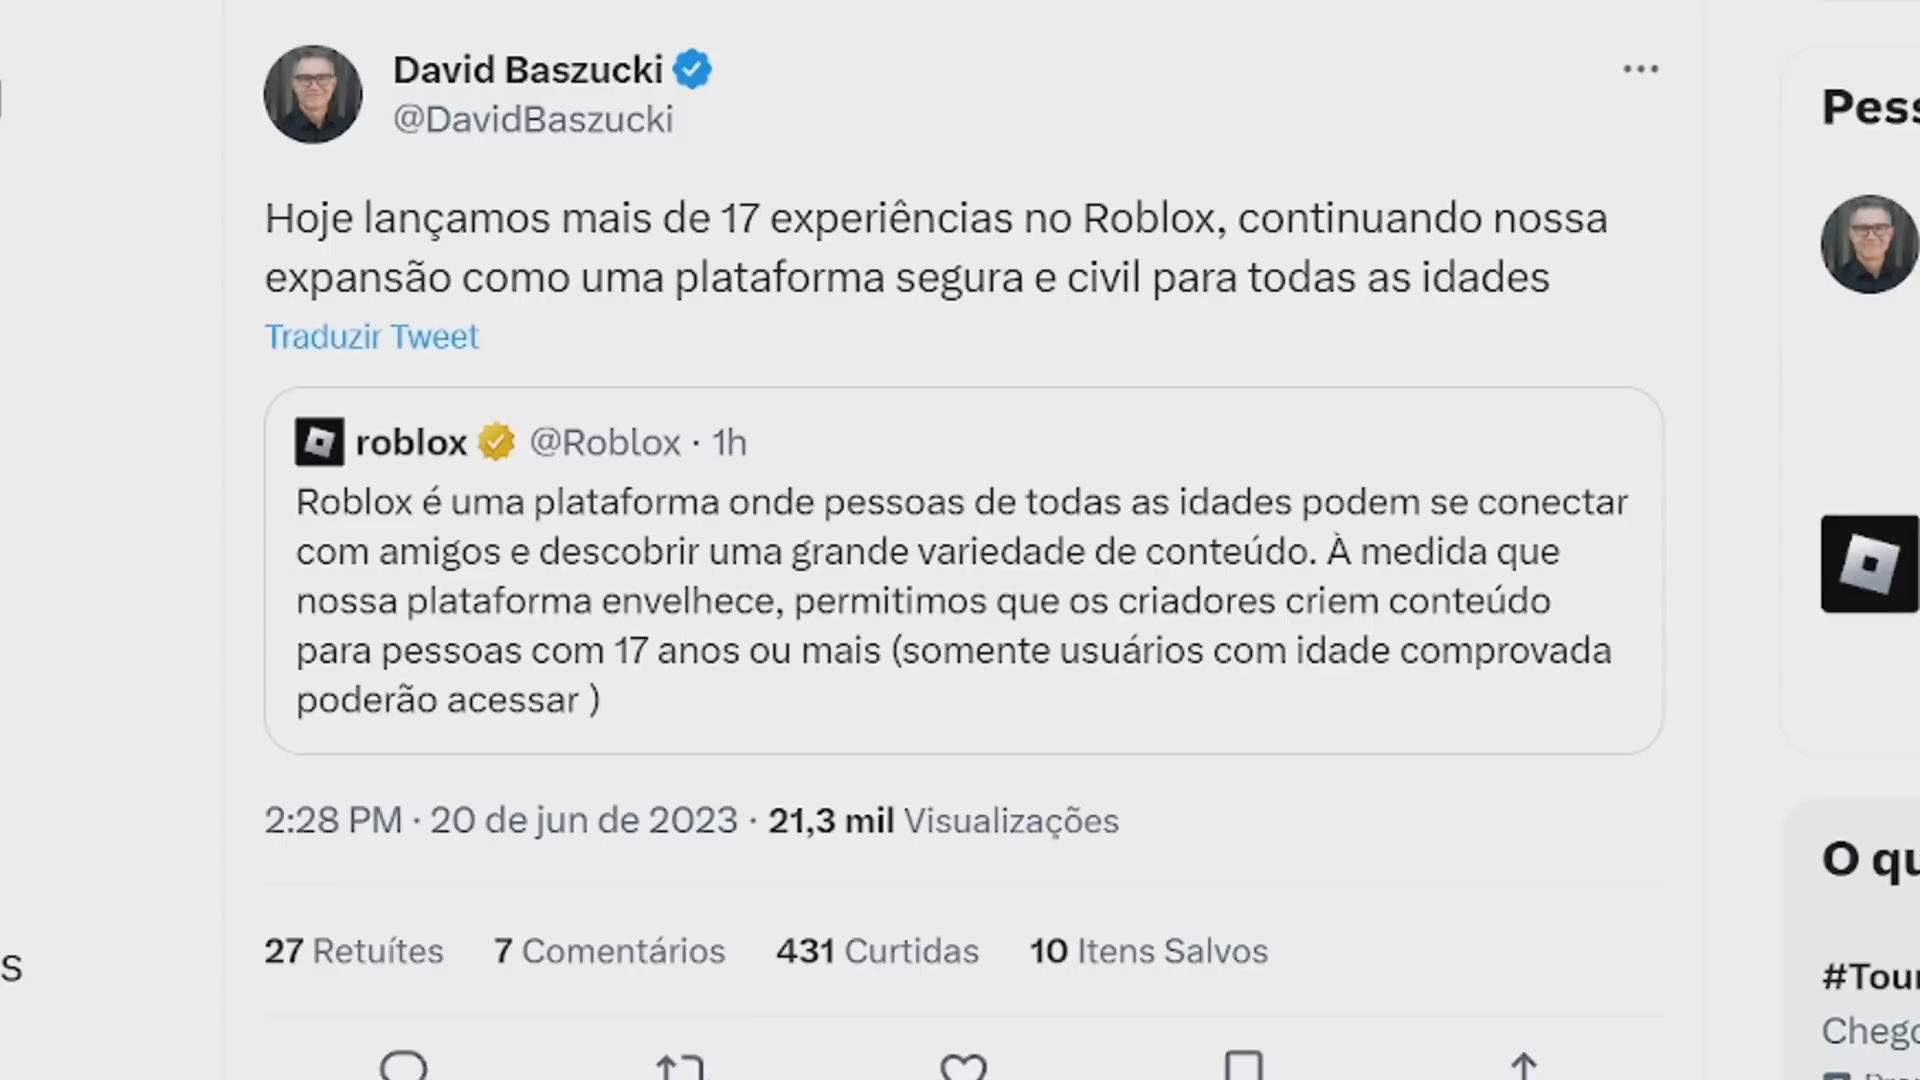 David Baszucki
@DavidBaszucki
Hoje lançamos mais de 17 experiências no Roblox, continuando nossa
expansão como uma plataforma segura e civil para todas as idades
Traduzir Tweet
roblox @Roblox · 1h
Roblox é uma plataforma onde pessoas de todas as idades podem se conectar
com amigos e descobrir uma grande variedade de conteúdo. À medida que
nossa plataforma envelhece, permitimos que os criadores criem conteúdo
para pessoas com 17 anos ou mais (somente usuários com idade comprovada
poderão acessar )
2:28 PM · 20 de jun de 2023 · 21,3 mil Visualizações
27 Retuítes 7 Comentários 431 Curtidas 10 Itens Salvos
s
Pess
O qu
#Tour
Chego